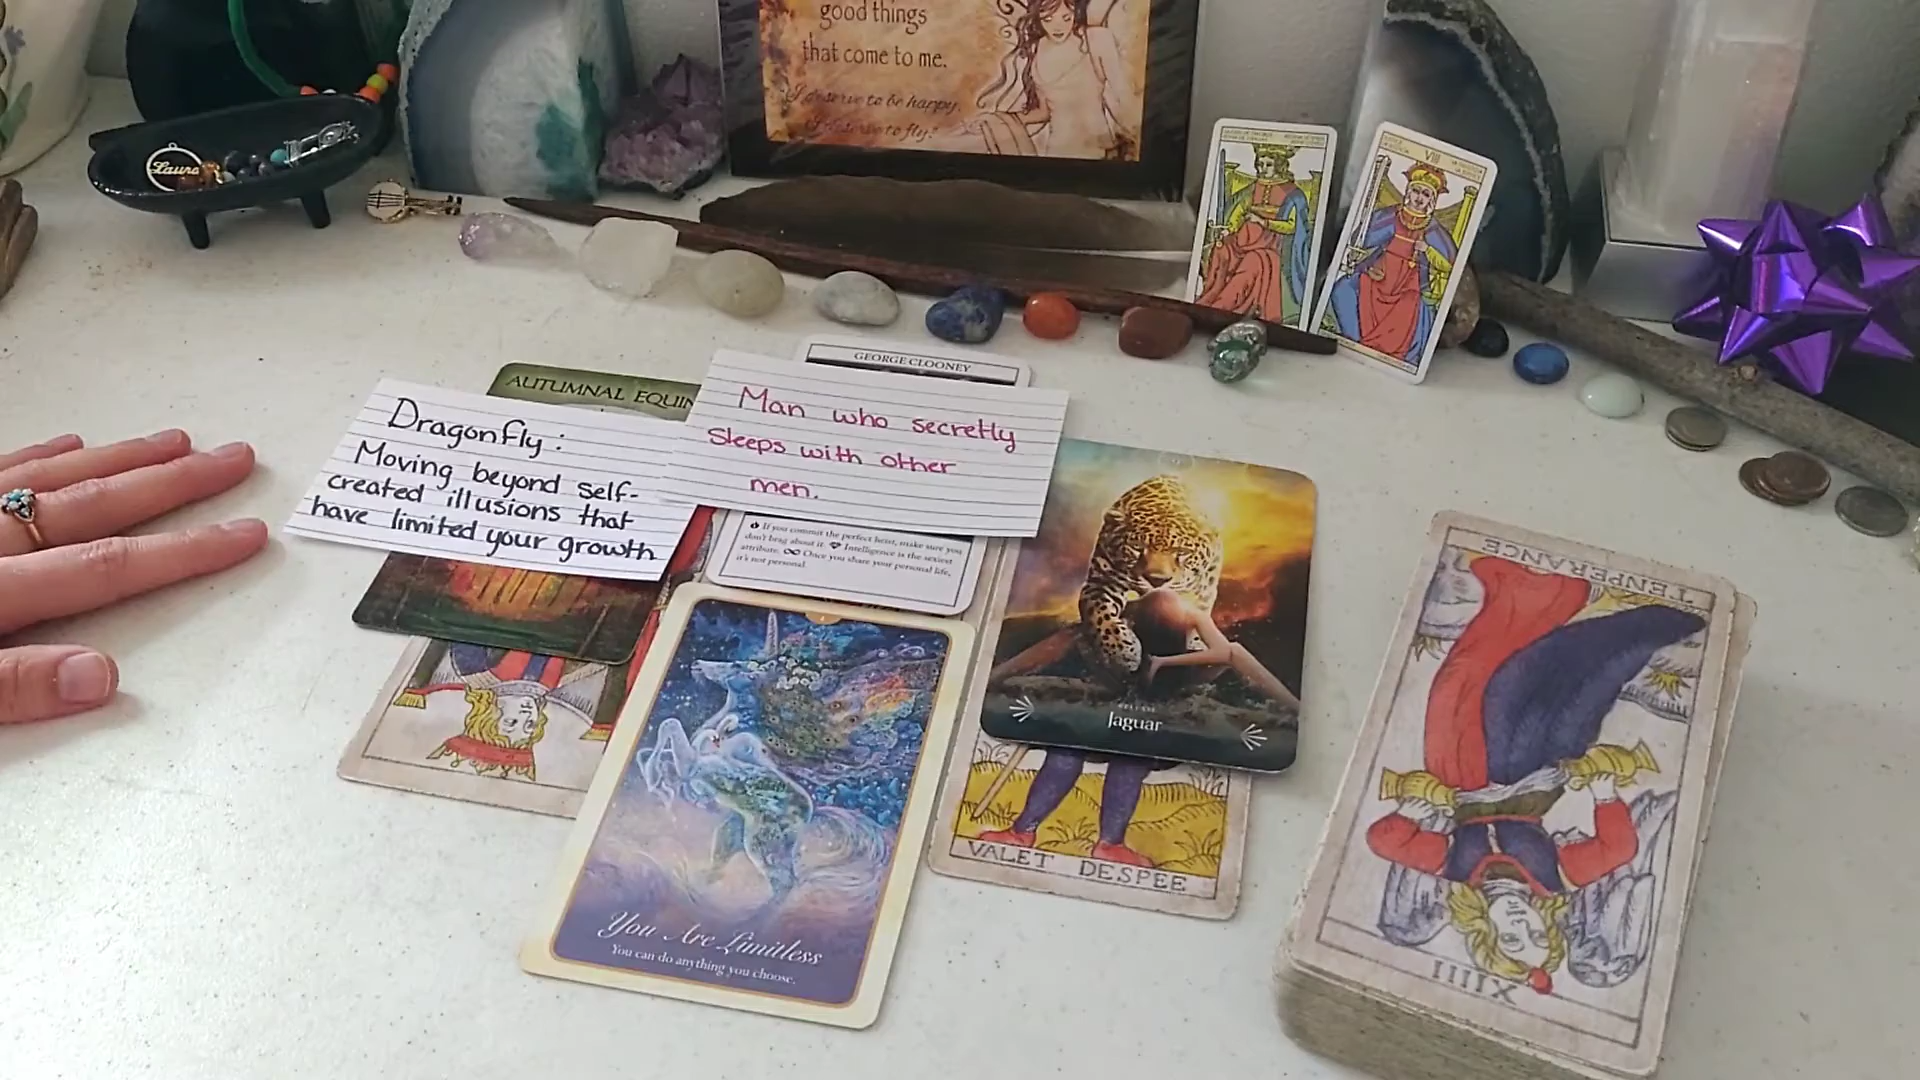 good things
that come to me.
I deserve to be happy.
I deserve to fly!
Laura
VIII
GEORGE CLOONEY
AUTUMNAL EQUIN
Dragonfly:
Moving beyond self-
created illusions that
have limited your growth
Man who secretly
sleeps with other
men.
If you commit the perfect heist, make sure you
don't brag about it. Intelligence is the sexiest
attribute. Once you share your personal life,
it's not personal.
RELEASE
Jaguar
VALET DESPEE
You Are Limitless
You can do anything you choose.
TENPERANCE
XIIII